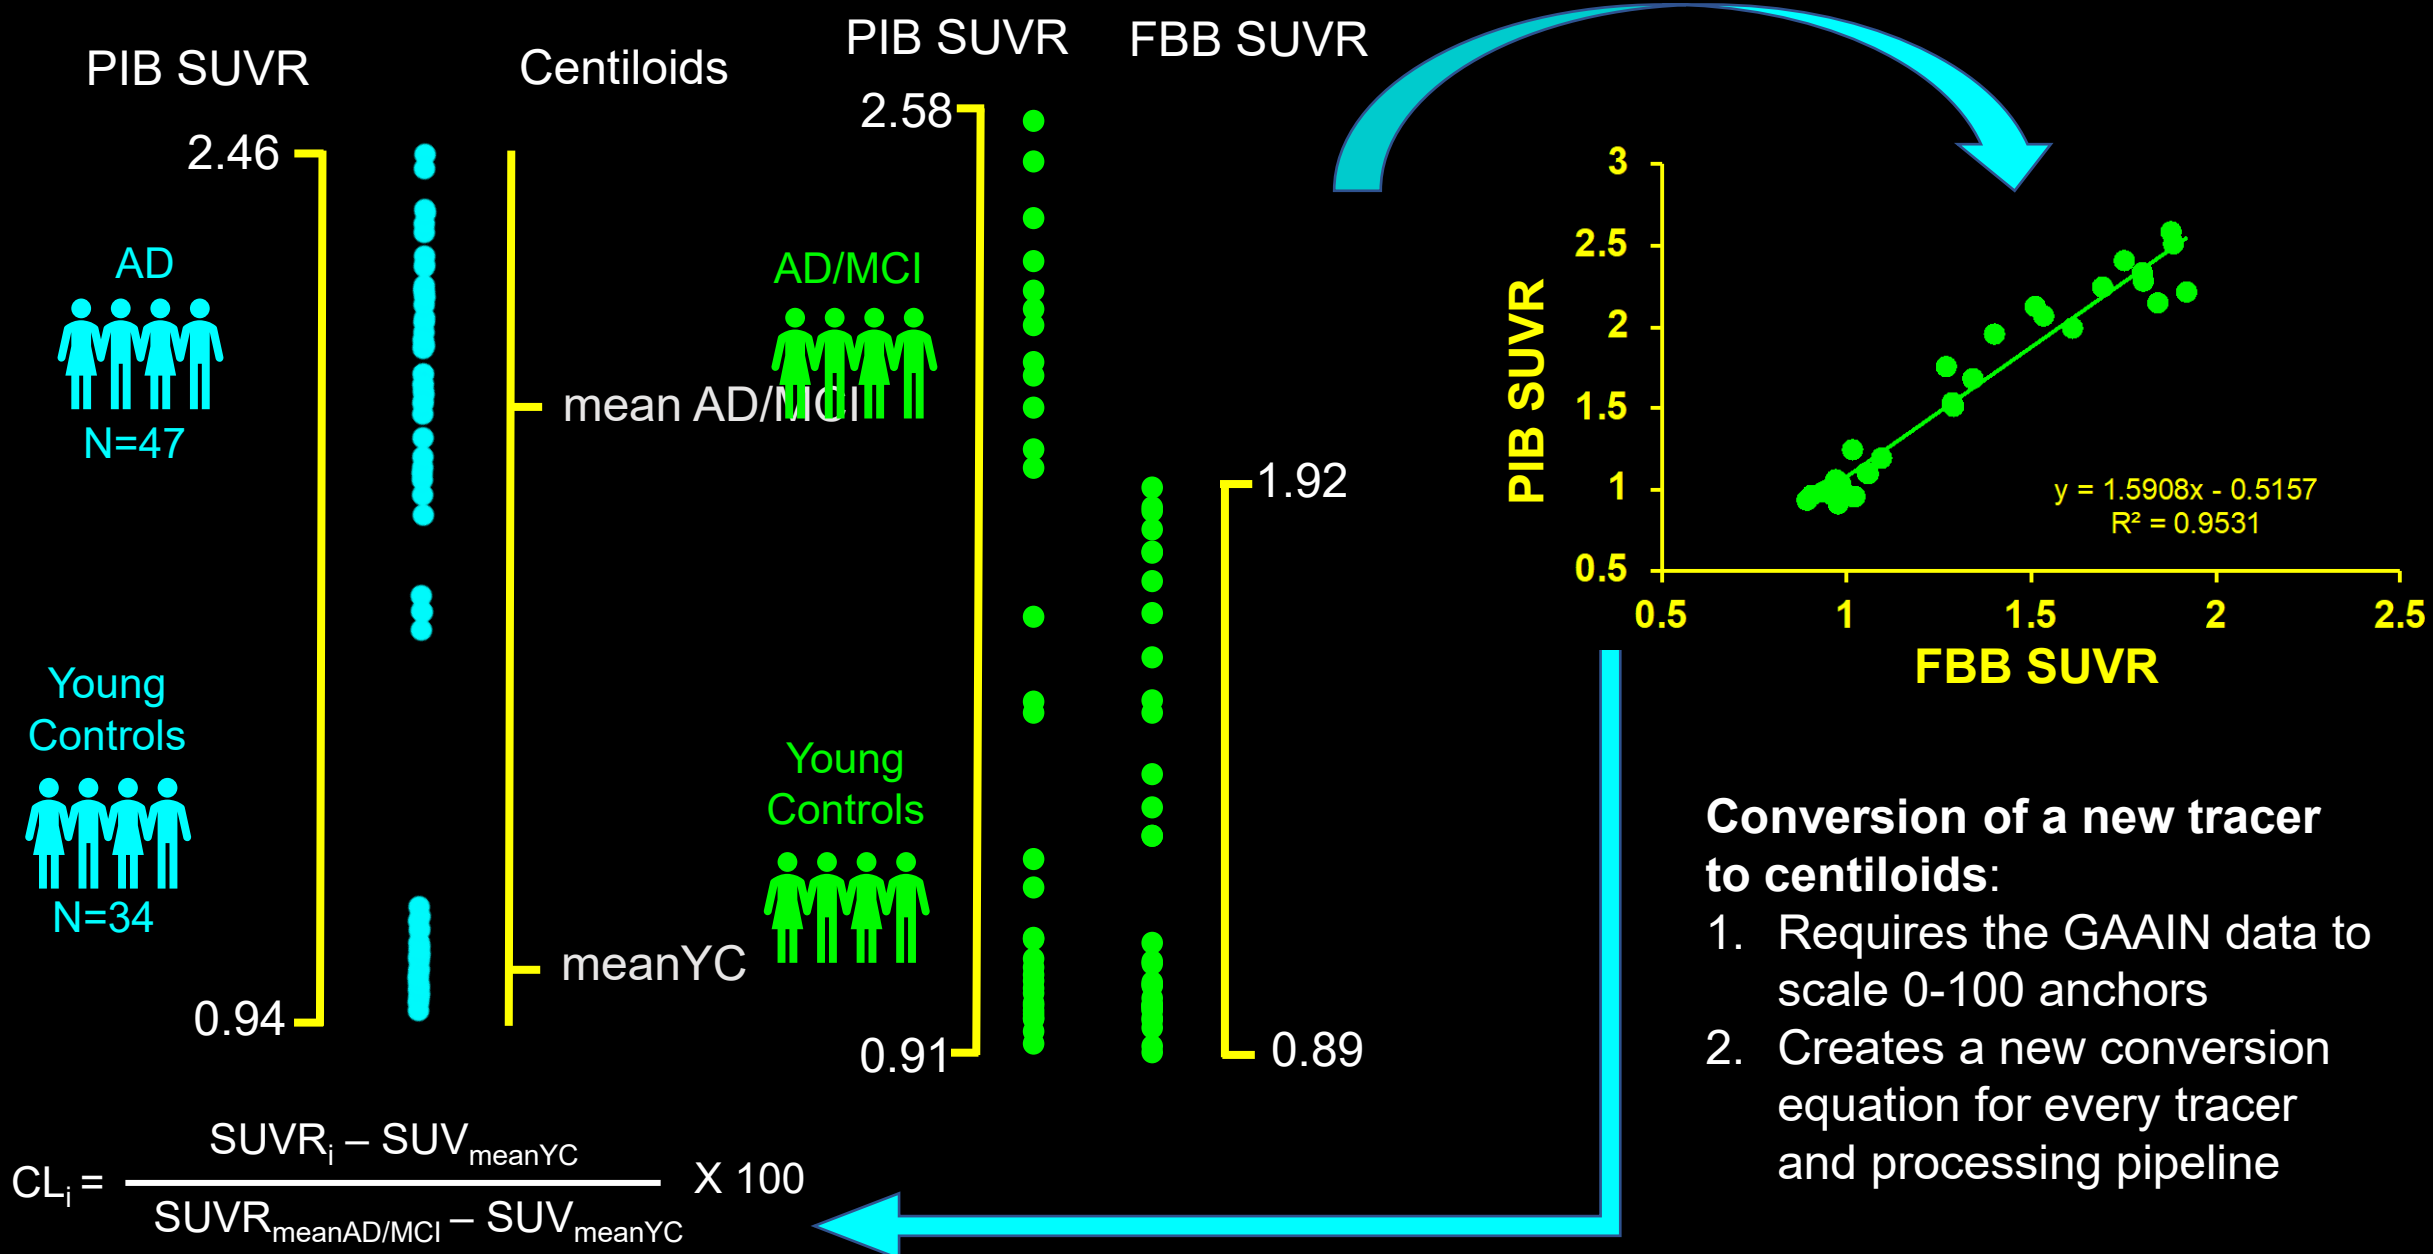 PIB SUVR
Centiloids
2.46
AD
N=47
mean AD/MCI
Young
Controls
N=34
meanYC
0.94
PIB SUVR
FBB SUVR
2.58
AD/MCI
1.92
Young
Controls
0.91
0.89
3
2.5
2
1.5
1
0.5
PIB SUVR
y = 1.5908x - 0.5157
R² = 0.9531
0.5 1 1.5 2 2.5
FBB SUVR
Conversion of a new tracer
to centiloids:
1. Requires the GAAIN data to
scale 0-100 anchors
2. Creates a new conversion
equation for every tracer
and processing pipeline
SUVRi – SUVmeanYC
CLi = X 100
SUVRmeanAD/MCI – SUVmeanYC